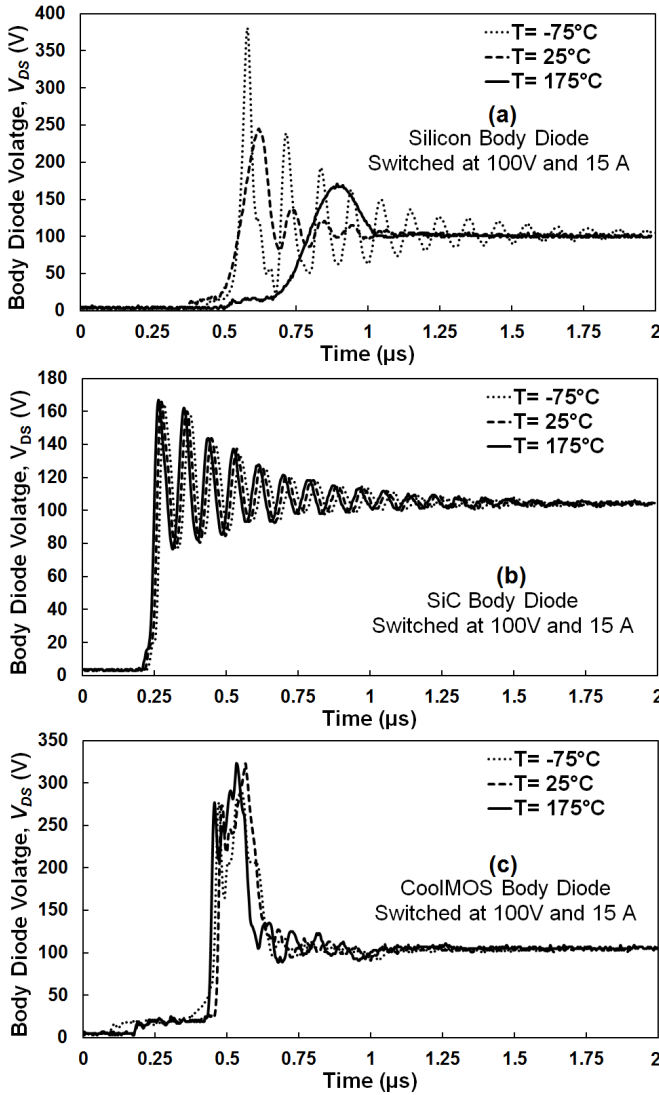 400
350
300
250
200
150
100
50
0
Body Diode Volatge, VDS (V)
T= -75°C
T= 25°C
T= 175°C
(a)
Silicon Body Diode
Switched at 100V and 15 A
0 0.25 0.5 0.75 1 1.25 1.5 1.75 2
Time (µs)
180
160
140
120
100
80
60
40
20
0
Body Diode Volatge, VDS (V)
T= -75°C
T= 25°C
T= 175°C
(b)
SiC Body Diode
Switched at 100V and 15 A
0 0.25 0.5 0.75 1 1.25 1.5 1.75 2
Time (µs)
350
300
250
200
150
100
50
0
Body Diode Volatge, VDS (V)
T= -75°C
T= 25°C
T= 175°C
(c)
CoolMOS Body Diode
Switched at 100V and 15 A
0 0.25 0.5 0.75 1 1.25 1.5 1.75 2
Time (µs)